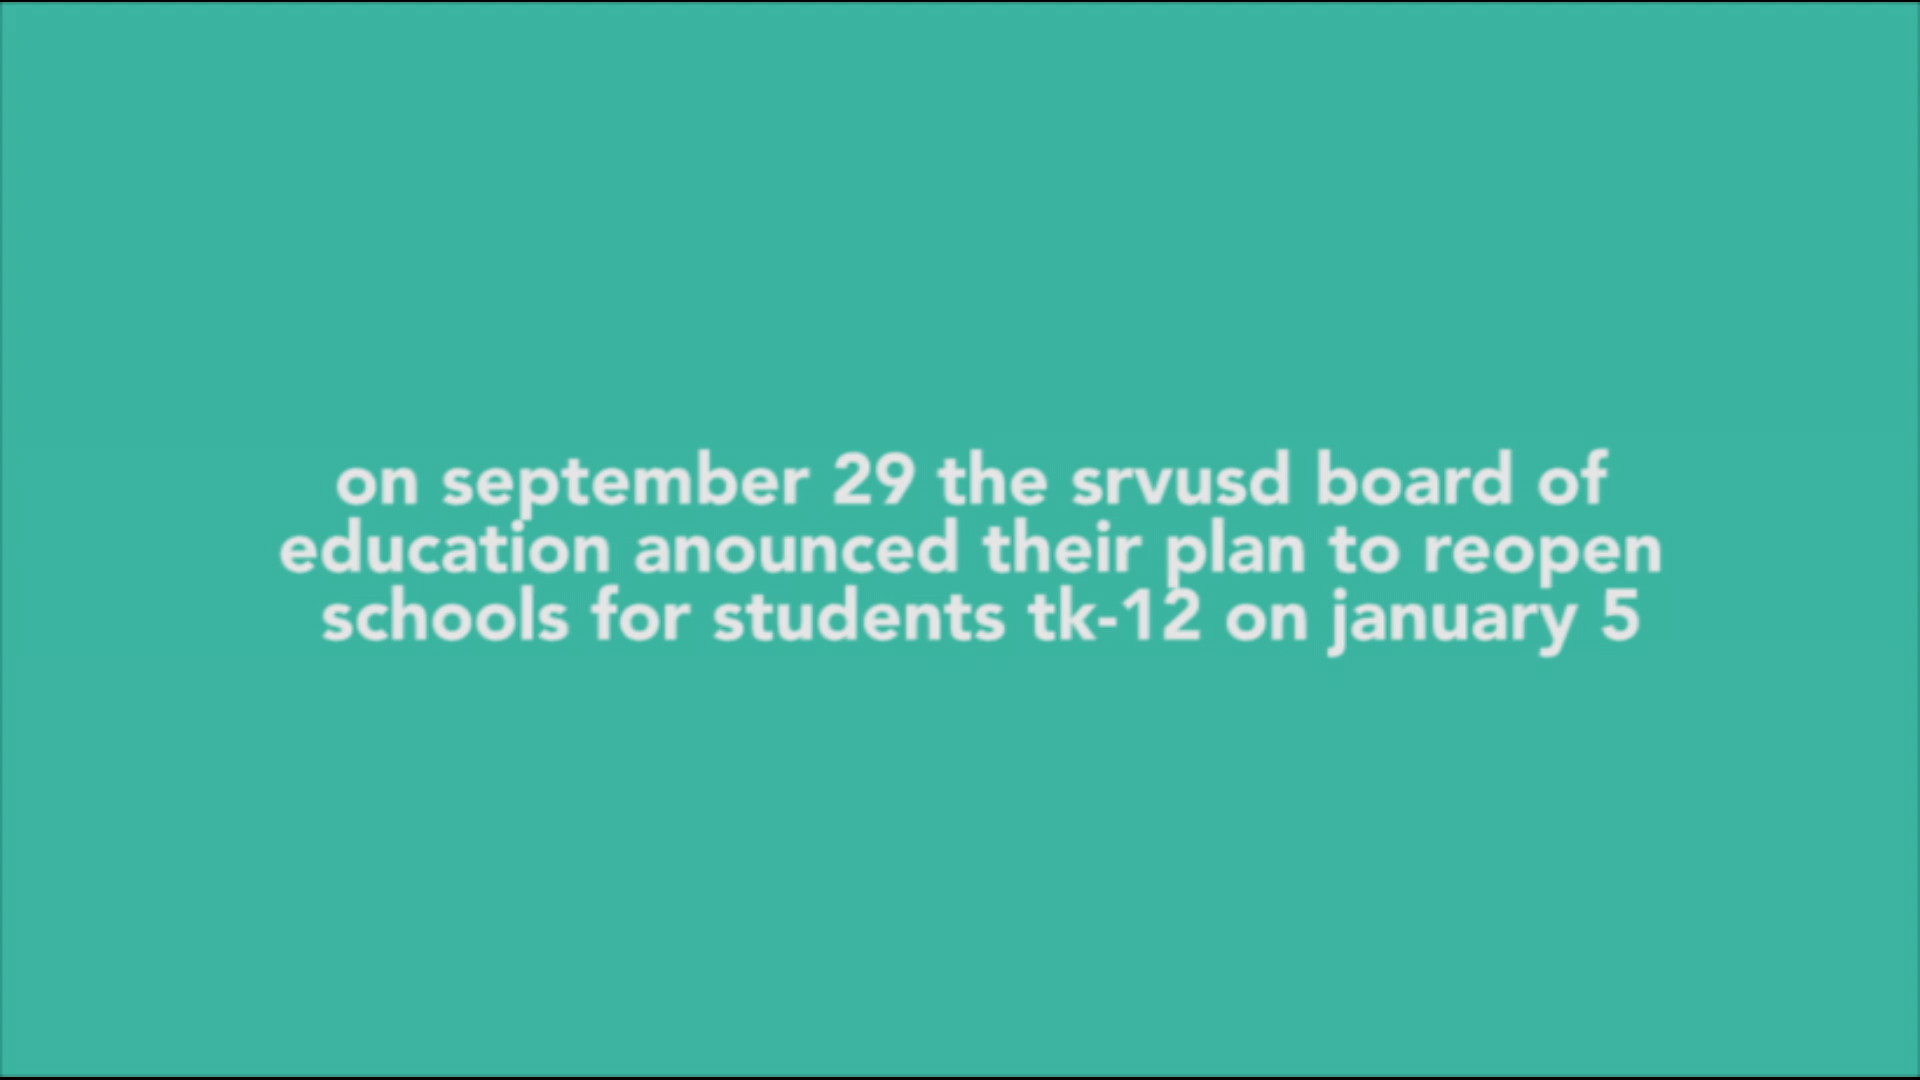 on september 29 the srvusd board of
education anounced their plan to reopen
schools for students tk-12 on january 5